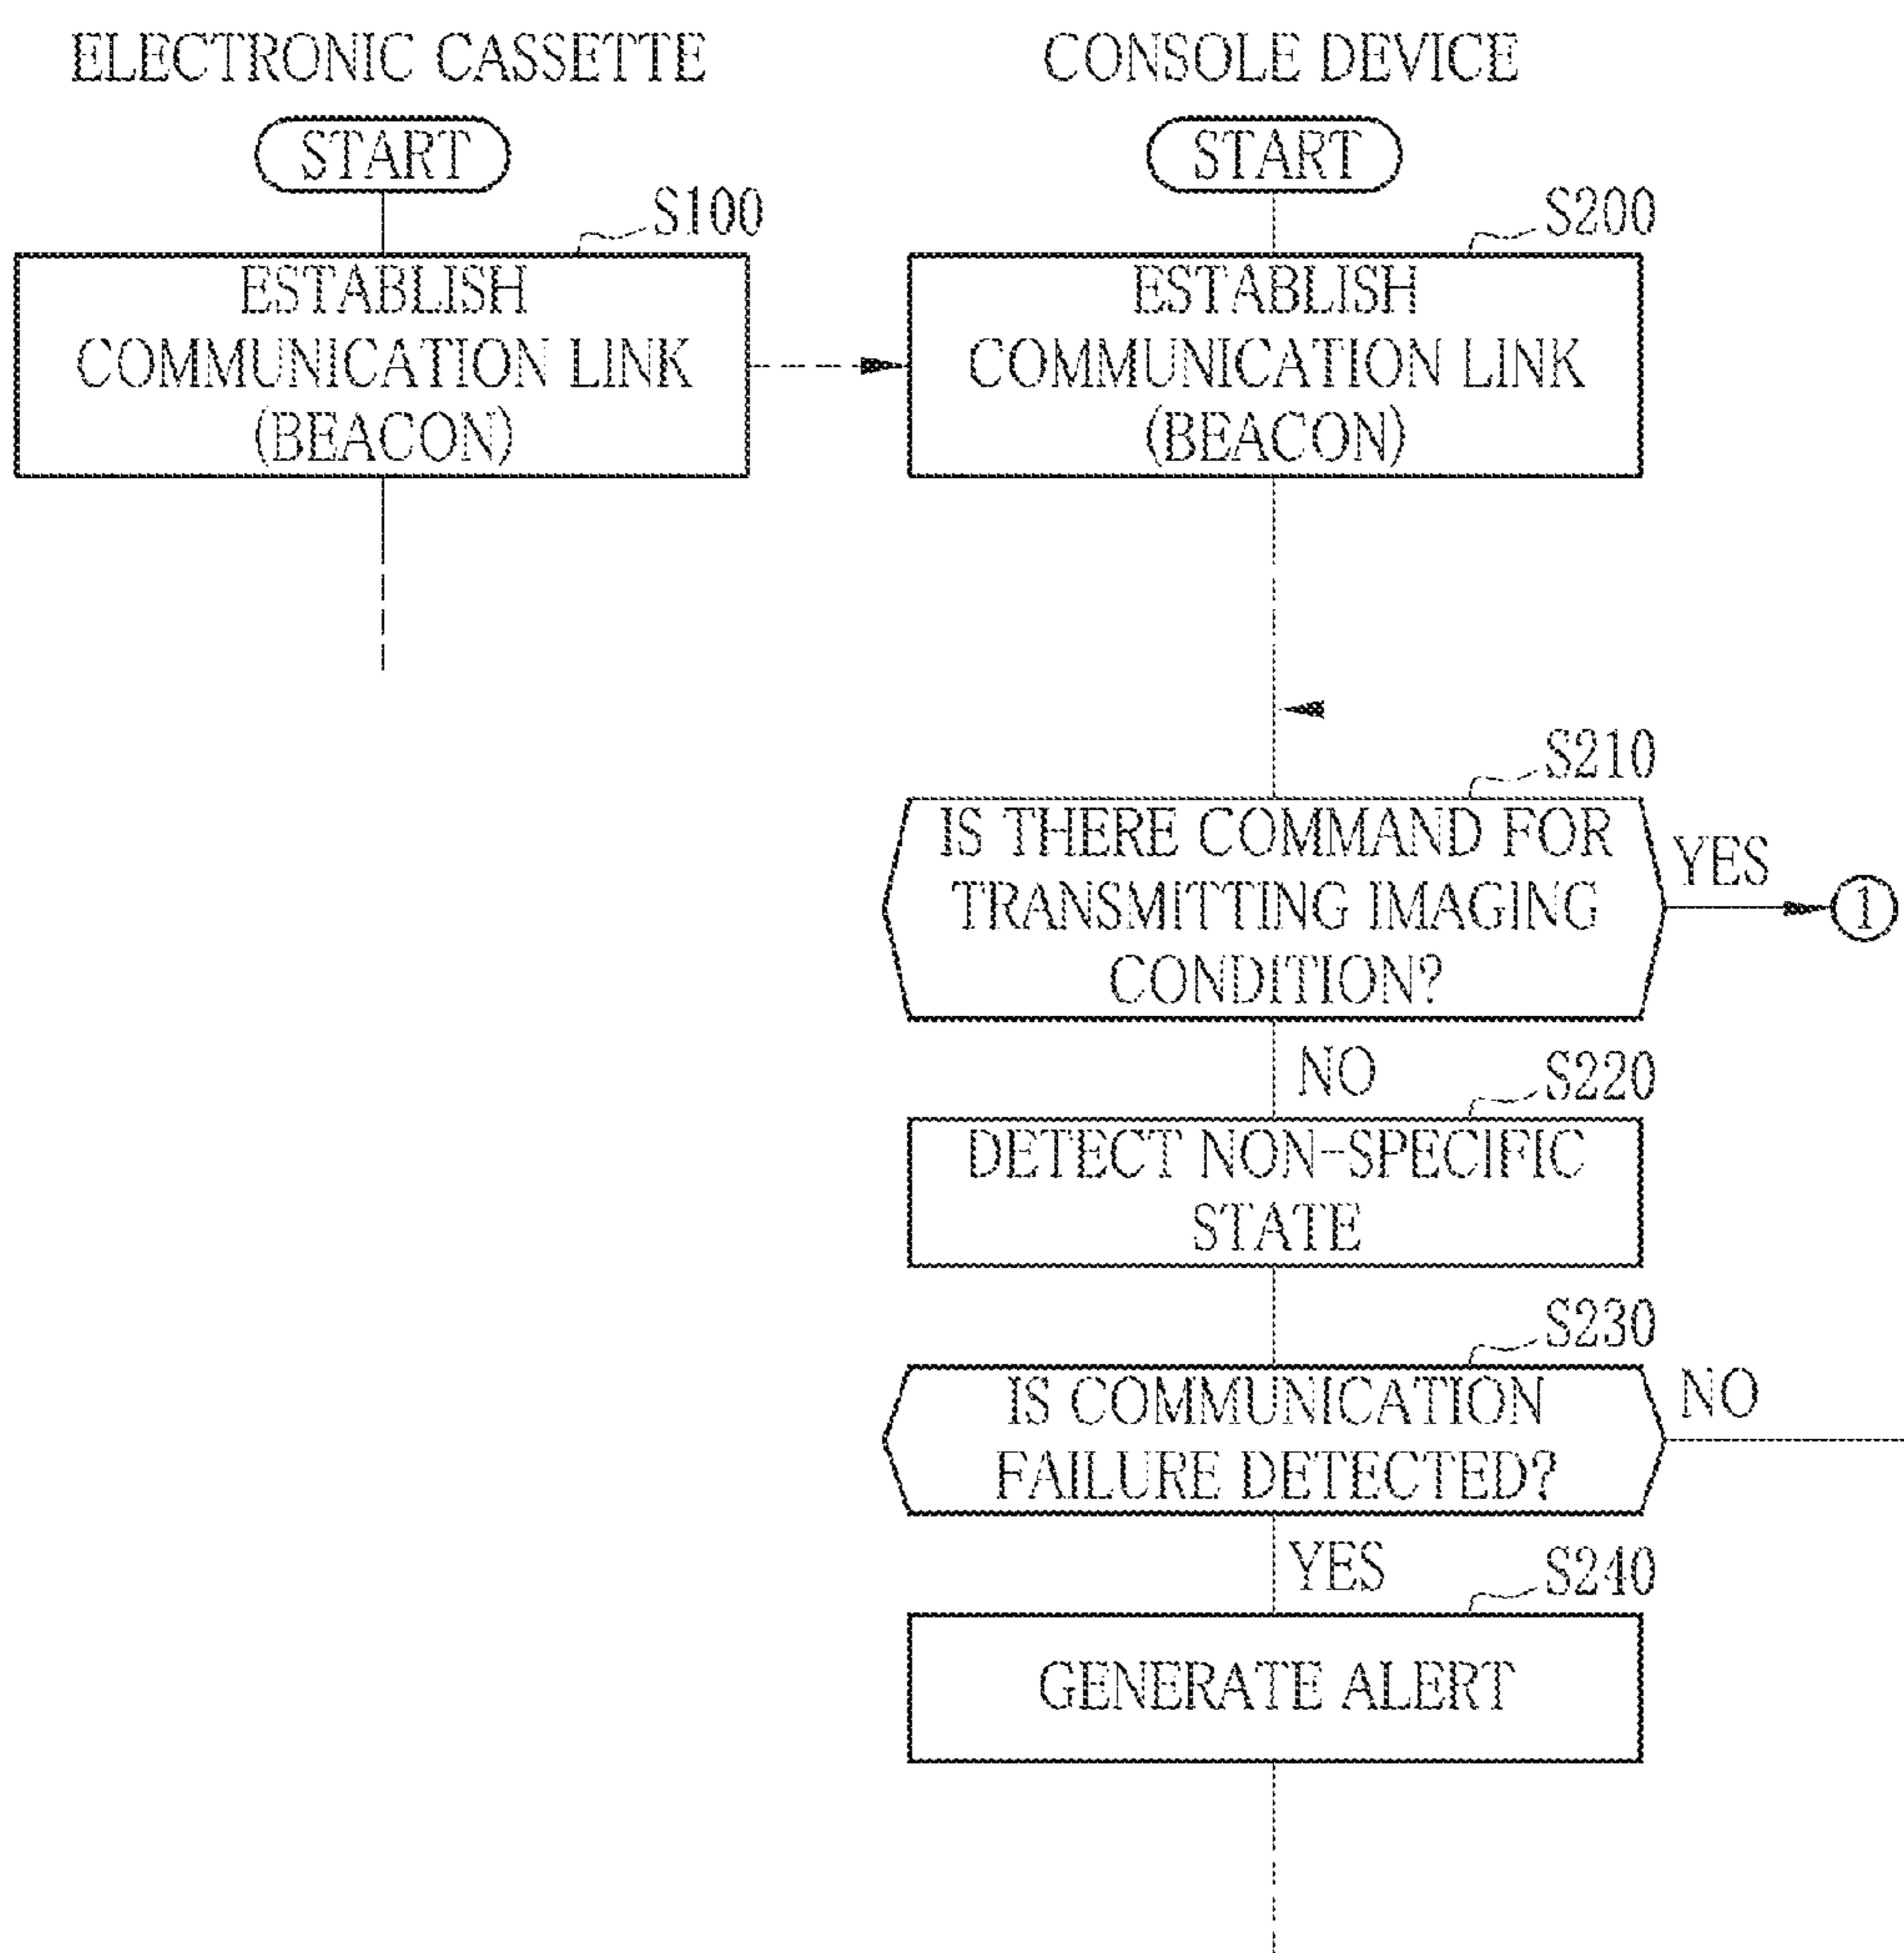 ELECTRONIC CASSETTE
START
S100
ESTABLISH
COMMUNICATION LINK
(BEACON)
CONSOLE DEVICE
START
S200
ESTABLISH
COMMUNICATION LINK
(BEACON)
S210
IS THERE COMMAND FOR
TRANSMITTING IMAGING
CONDITION?
YES
1
NO
S220
DETECT NON-SPECIFIC
STATE
S230
IS COMMUNICATION
FAILURE DETECTED?
NO
YES
S240
GENERATE ALERT